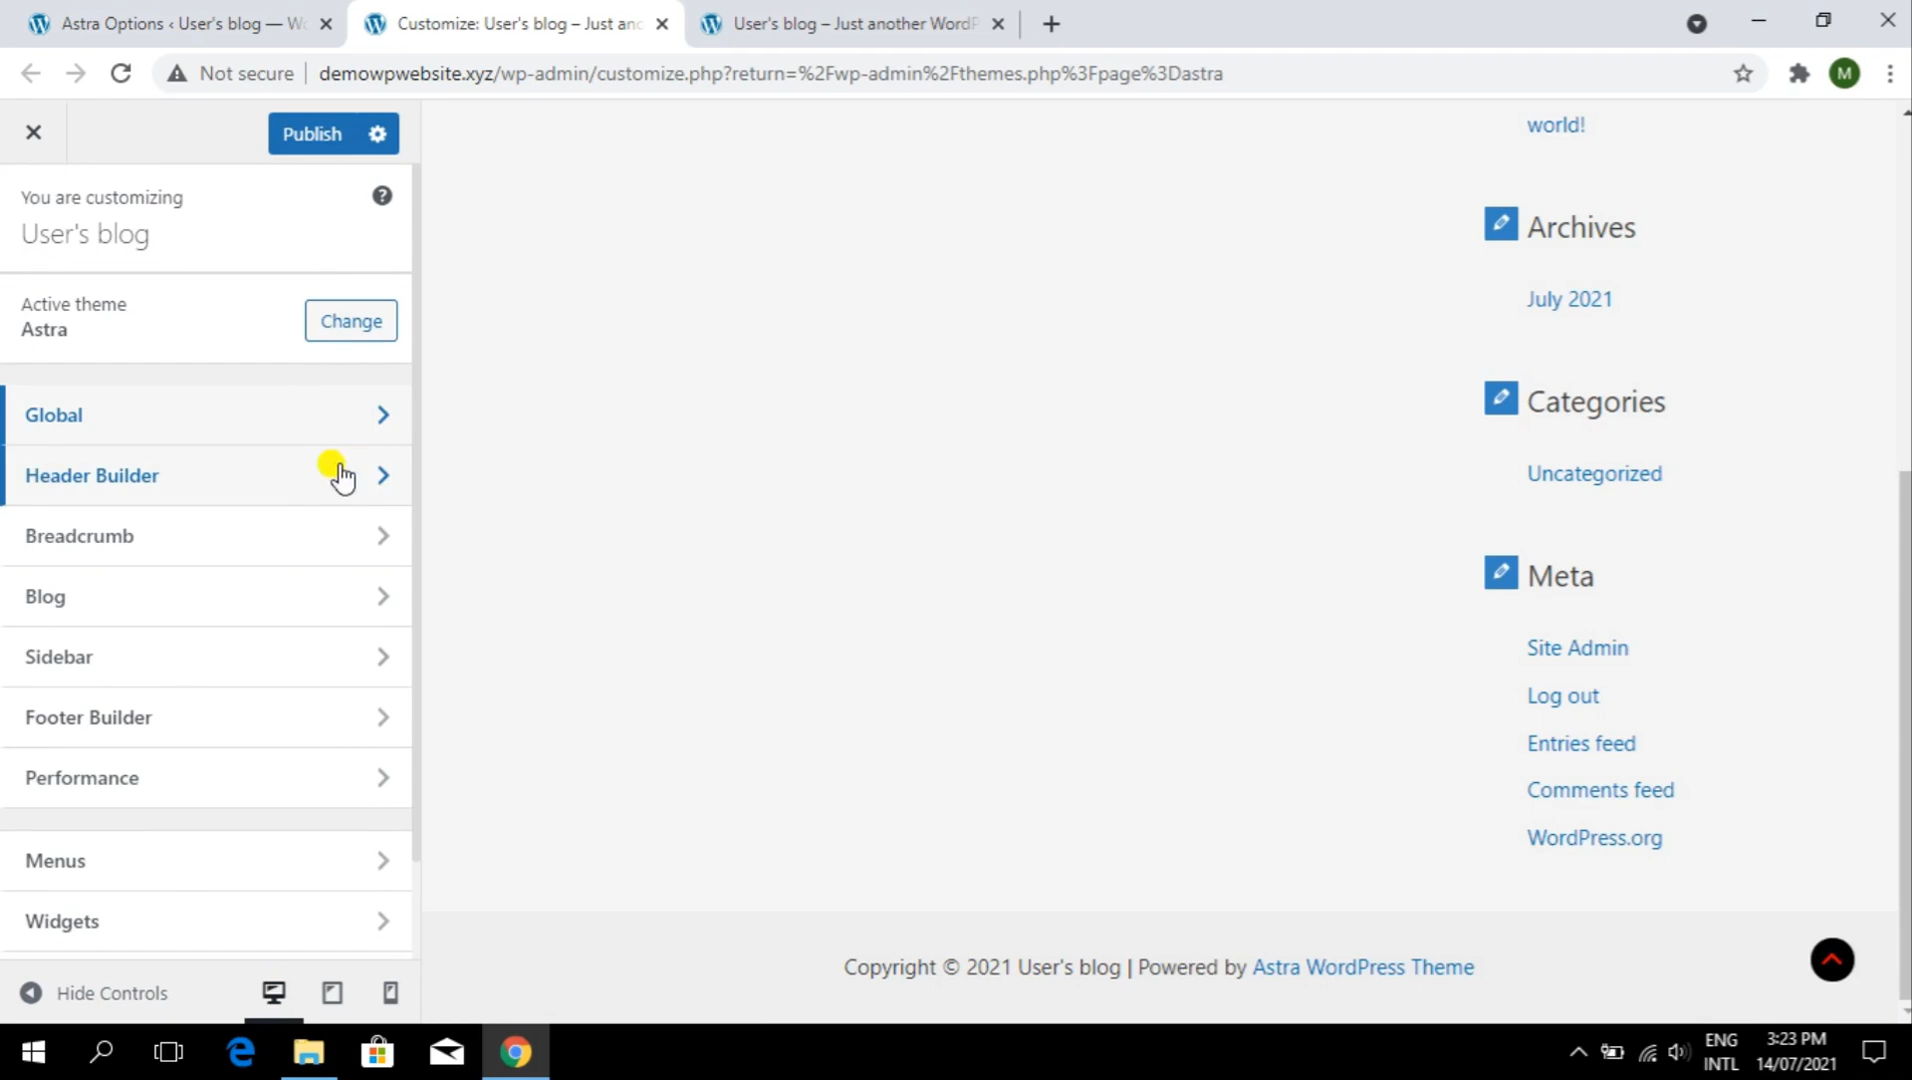 Astra Options ‹ User's blog — Wo
Customize: User's blog – Just ano
User's blog – Just another WordP
Not secure
demowpwebsite.xyz/wp-admin/customize.php?return=%2Fwp-admin%2Fthemes.php%3Fpage%3Dastra
M
Publish
You are customizing
User's blog
Active theme
Astra
Change
Global
Header Builder
Breadcrumb
Blog
Sidebar
Footer Builder
Performance
Menus
Widgets
Hide Controls
world!
Archives
July 2021
Categories
Uncategorized
Meta
Site Admin
Log out
Entries feed
Comments feed
WordPress.org
Copyright © 2021 User's blog | Powered by Astra WordPress Theme
ENG
INTL
3:23 PM
14/07/2021